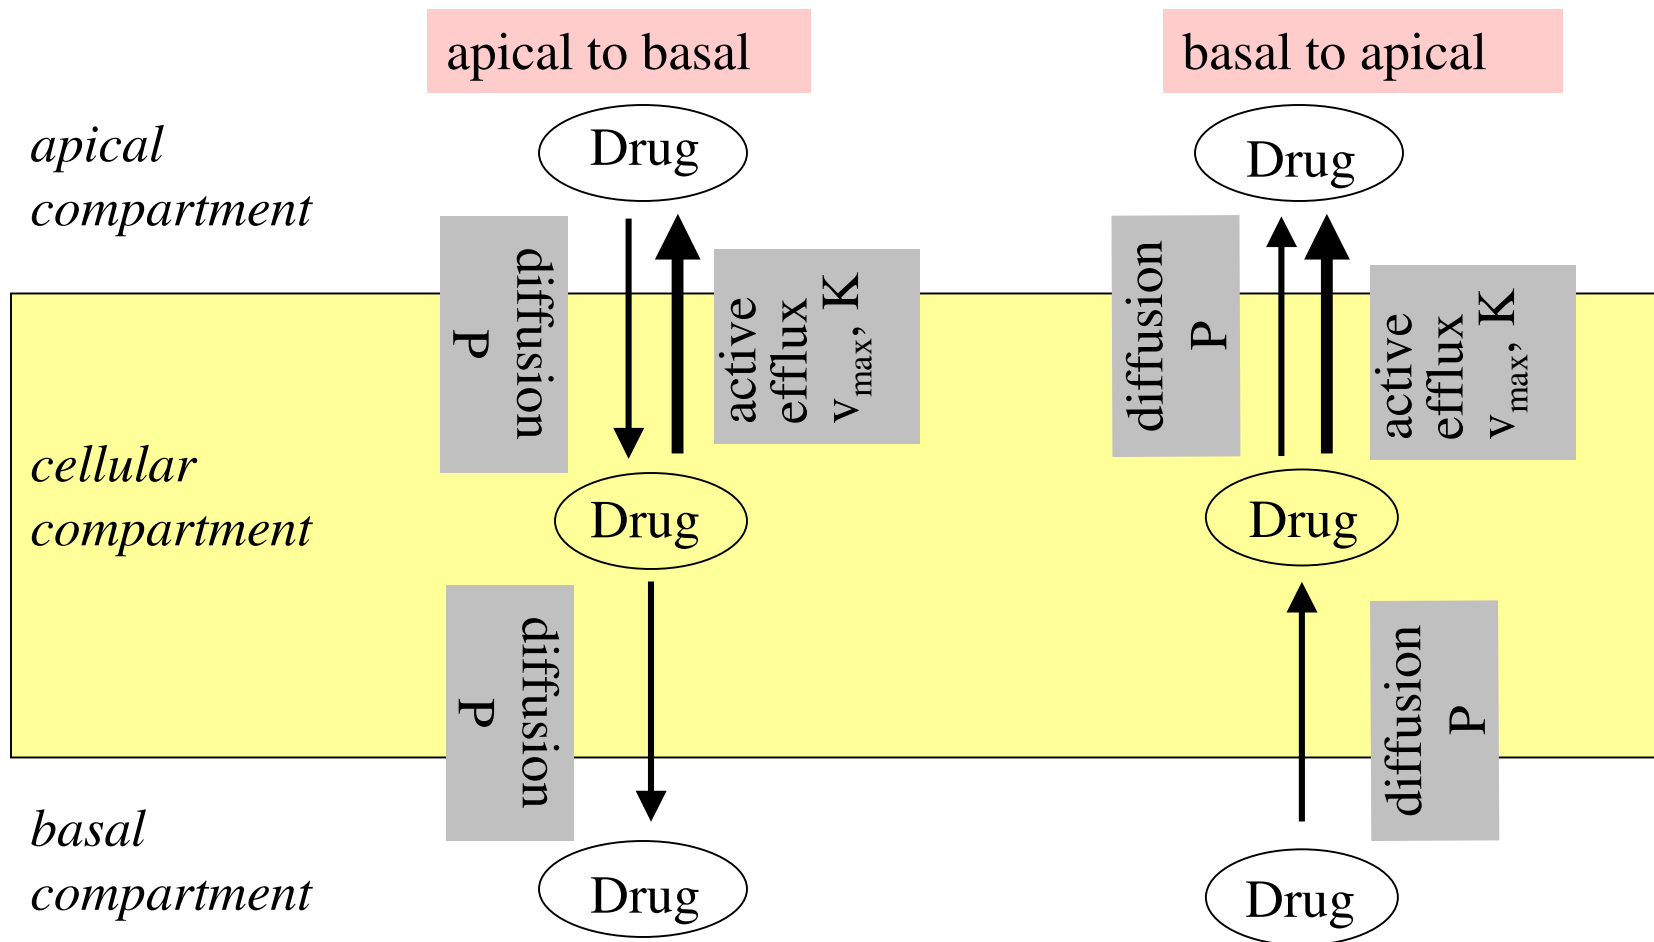 apical to basal
basal to apical
apical
compartment
Drug
Drug
diffusion
P
active
efflux
vmax, K
diffusion
P
active
efflux
vmax, K
cellular
compartment
Drug
Drug
diffusion
P
diffusion
P
basal
compartment
Drug
Drug